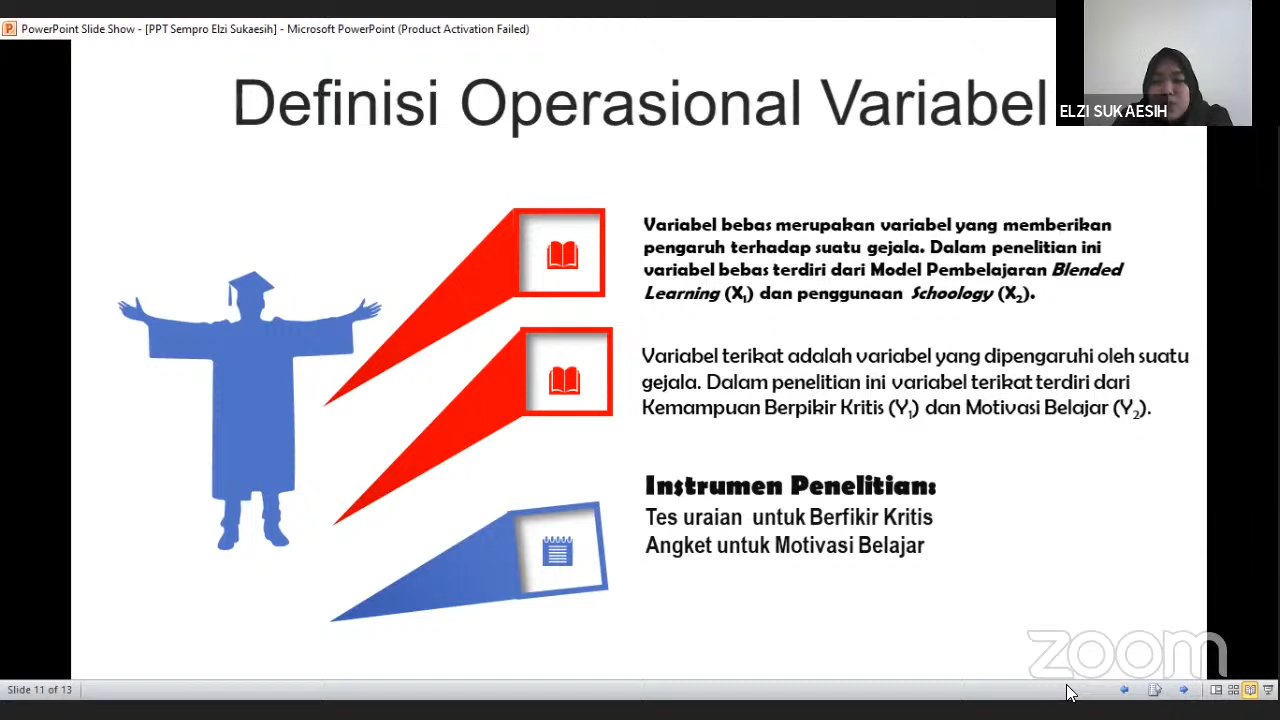 PowerPoint Slide Show - [PPT Sempro Elzi Sukaesih] - Microsoft PowerPoint (Product Activation Failed)
Definisi Operasional Variabel
ELZI SUKAESIH
Variabel bebas merupakan variabel yang memberikan
pengaruh terhadap suatu gejala. Dalam penelitian ini
variabel bebas terdiri dari Model Pembelajaran Blended
Learning (X1) dan penggunaan Schoology (X2).
Variabel terikat adalah variabel yang dipengaruhi oleh suatu
gejala. Dalam penelitian ini variabel terikat terdiri dari
Kemampuan Berpikir Kritis (Y1) dan Motivasi Belajar (Y2).
Instrumen Penelitian:
Tes uraian untuk Berfikir Kritis
Angket untuk Motivasi Belajar
zoom
Slide 11 of 13